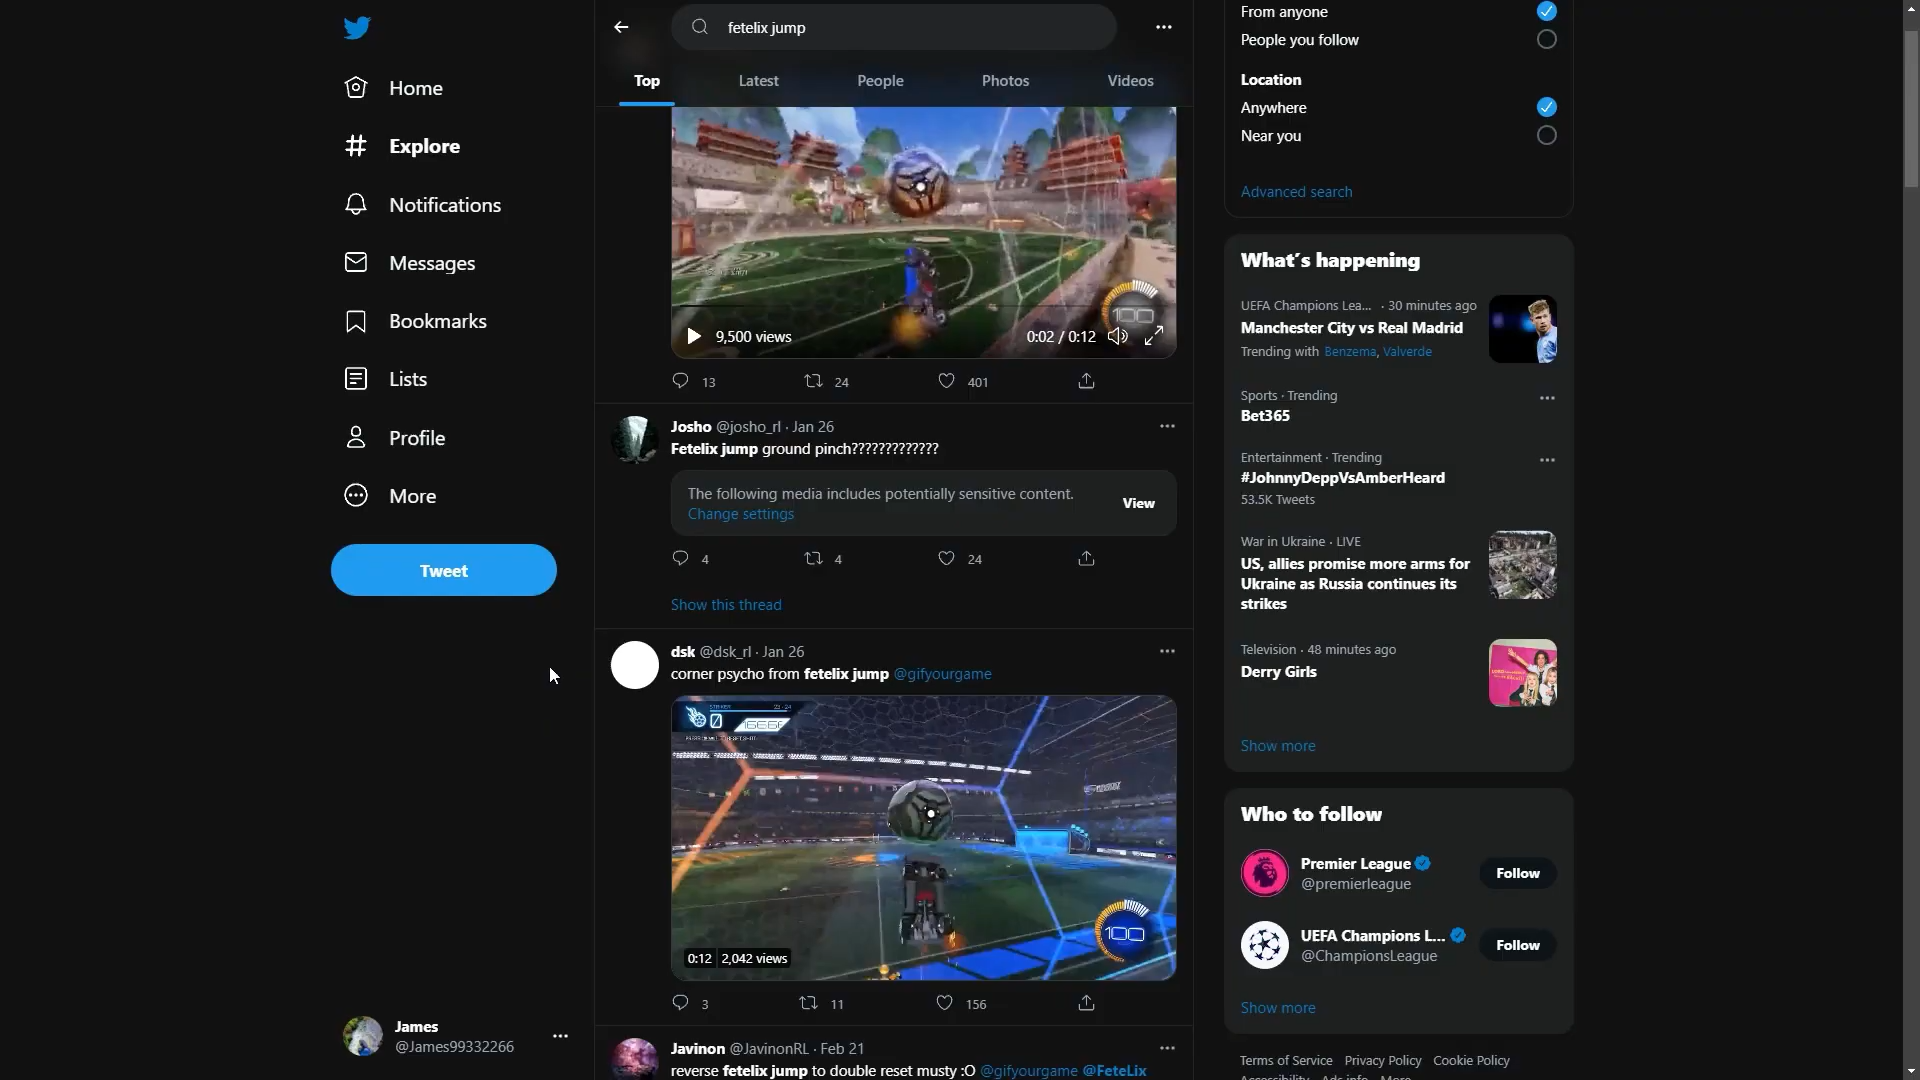 fetelix jump
Top
Latest
People
Photos
Videos
Home
Explore
Notifications
Messages
Bookmarks
Lists
Profile
More
Tweet
James
@James99332266
100
9,500 views
0:02 / 0:12
13
24
401
Josho @josho_rl · Jan 26
Fetelix jump ground pinch?????????????
The following media includes potentially sensitive content.
Change settings
View
4
4
24
Show this thread
dsk @dsk_rl · Jan 26
corner psycho from fetelix jump @gifyourgame
STRIKER
0
100
0:12
2,042 views
3
11
156
Javinon @JavinonRL · Feb 21
reverse fetelix jump to double reset musty :O @gifyourgame @FeteLix
From anyone
People you follow
Location
Anywhere
Near you
Advanced search
What's happening
UEFA Champions Lea... · 30 minutes ago
Manchester City vs Real Madrid
Trending with Benzema, Valverde
Sports · Trending
Bet365
Entertainment · Trending
#JohnnyDeppVsAmberHeard
53.5K Tweets
War in Ukraine · LIVE
US, allies promise more arms for
Ukraine as Russia continues its
strikes
Television · 48 minutes ago
Derry Girls
Show more
Who to follow
Premier League
@premierleague
Follow
UEFA Champions L...
@ChampionsLeague
Follow
Show more
Terms of Service Privacy Policy Cookie Policy
Accessibility Ads info More